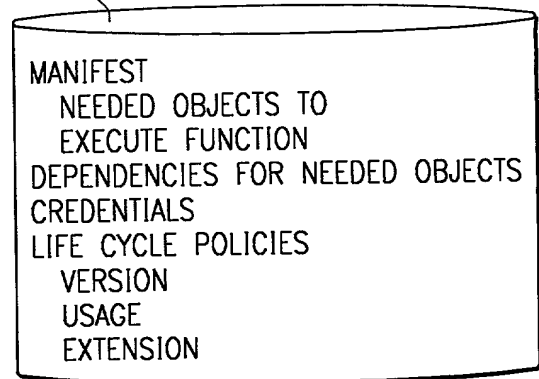 MANIFEST
NEEDED OBJECTS TO
EXECUTE FUNCTION
DEPENDENCIES FOR NEEDED OBJECTS
CREDENTIALS
LIFE CYCLE POLICIES
VERSION
USAGE
EXTENSION